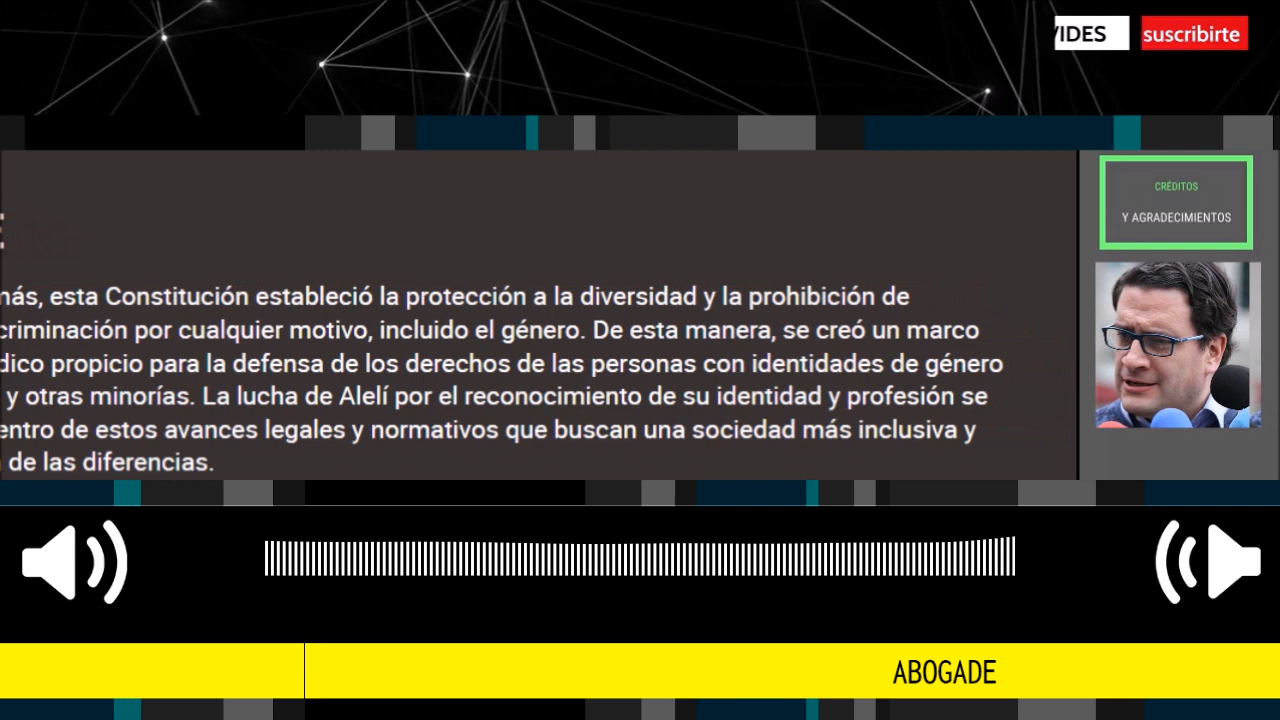 VIDES
suscribirte
CRÉDITOS
Y AGRADECIMIENTOS
E
más, esta Constitución estableció la protección a la diversidad y la prohibición de
criminación por cualquier motivo, incluido el género. De esta manera, se creó un marco
dico propicio para la defensa de los derechos de las personas con identidades de género
y otras minorías. La lucha de Alelí por el reconocimiento de su identidad y profesión se
entro de estos avances legales y normativos que buscan una sociedad más inclusiva y
de las diferencias.
ABOGADE